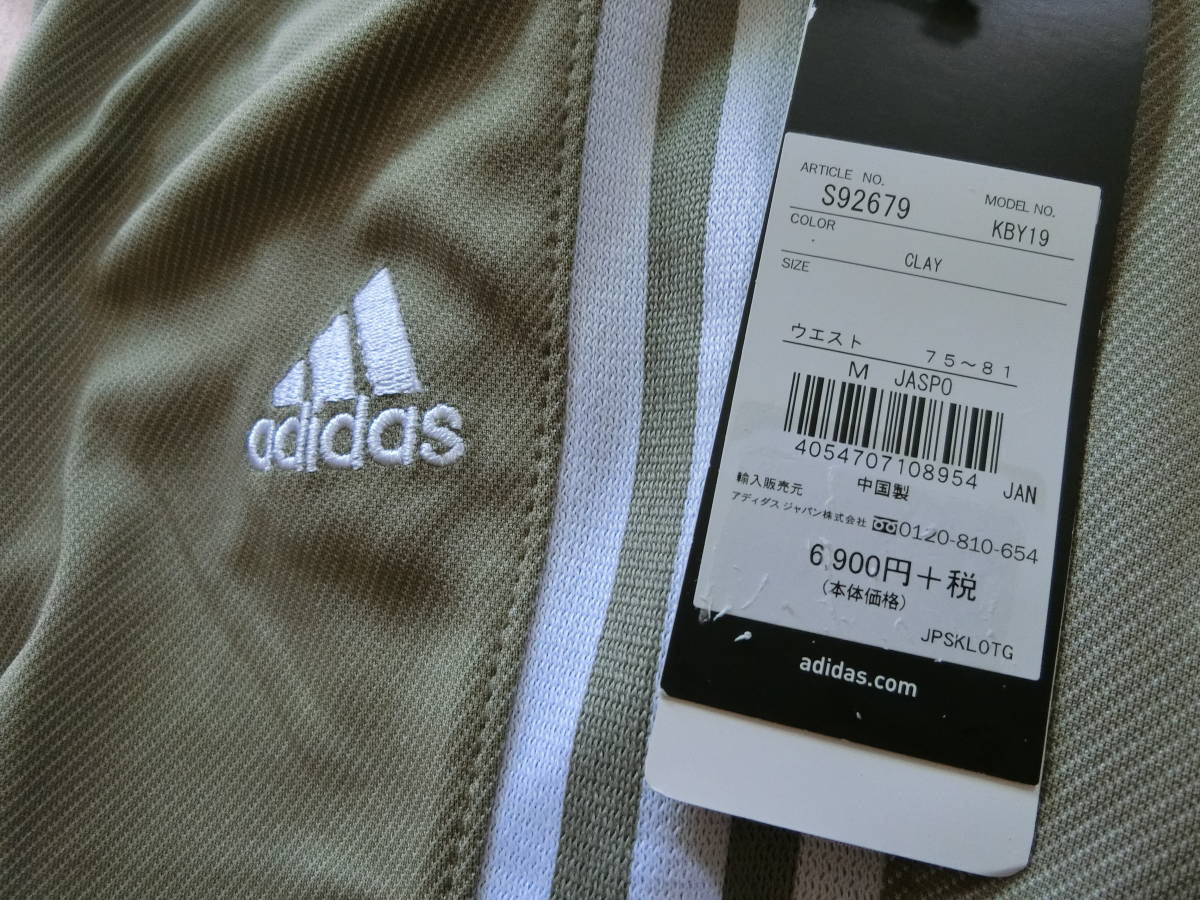 adidas
ARTICLE NO.
MODEL NO.
S92679
KBY19
COLOR
CLAY
SIZE
ウエスト 75～81
M JASPO
4054707108954 JAN
輸入販売元 中国製
アディダス ジャパン株式会社 0120-810-654
6,900円+税
(本体価格)
JPSKLOTG
adidas.com